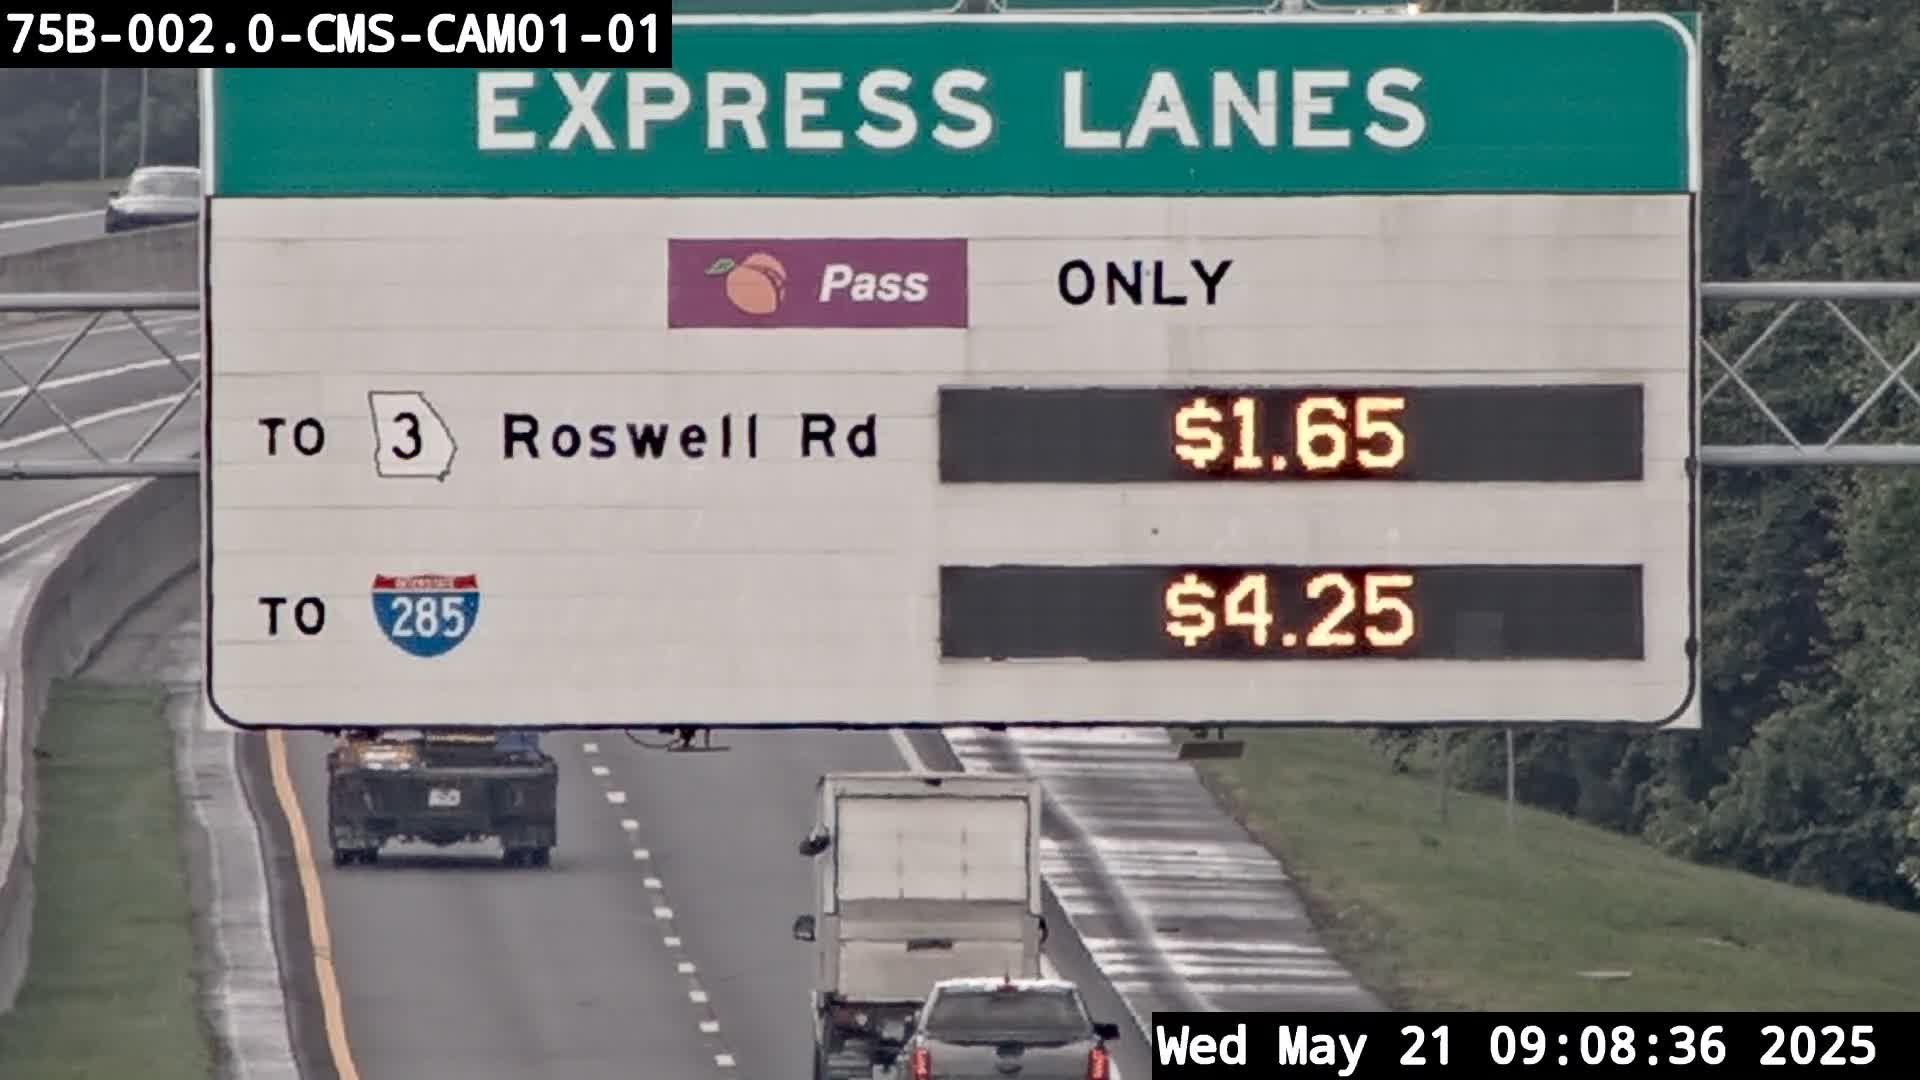 75B-002.0-CMS-CAM01-01
EXPRESS LANES
Pass ONLY
TO 3 Roswell Rd $1.65
INTERSTATE
TO 285 $4.25
Wed May 21 09:08:36 2025